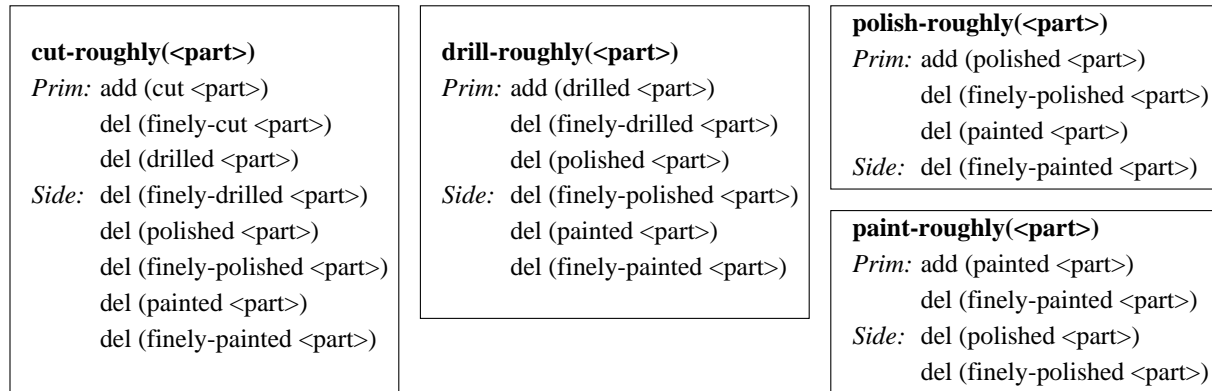 cut-roughly(<part>)
Prim: add (cut <part>)
del (finely-cut <part>)
del (drilled <part>)
Side: del (finely-drilled <part>)
del (polished <part>)
del (finely-polished <part>)
del (painted <part>)
del (finely-painted <part>)
drill-roughly(<part>)
Prim: add (drilled <part>)
del (finely-drilled <part>)
del (polished <part>)
Side: del (finely-polished <part>)
del (painted <part>)
del (finely-painted <part>)
polish-roughly(<part>)
Prim: add (polished <part>)
del (finely-polished <part>)
del (painted <part>)
Side: del (finely-painted <part>)
paint-roughly(<part>)
Prim: add (painted <part>)
del (finely-painted <part>)
Side: del (polished <part>)
del (finely-polished <part>)